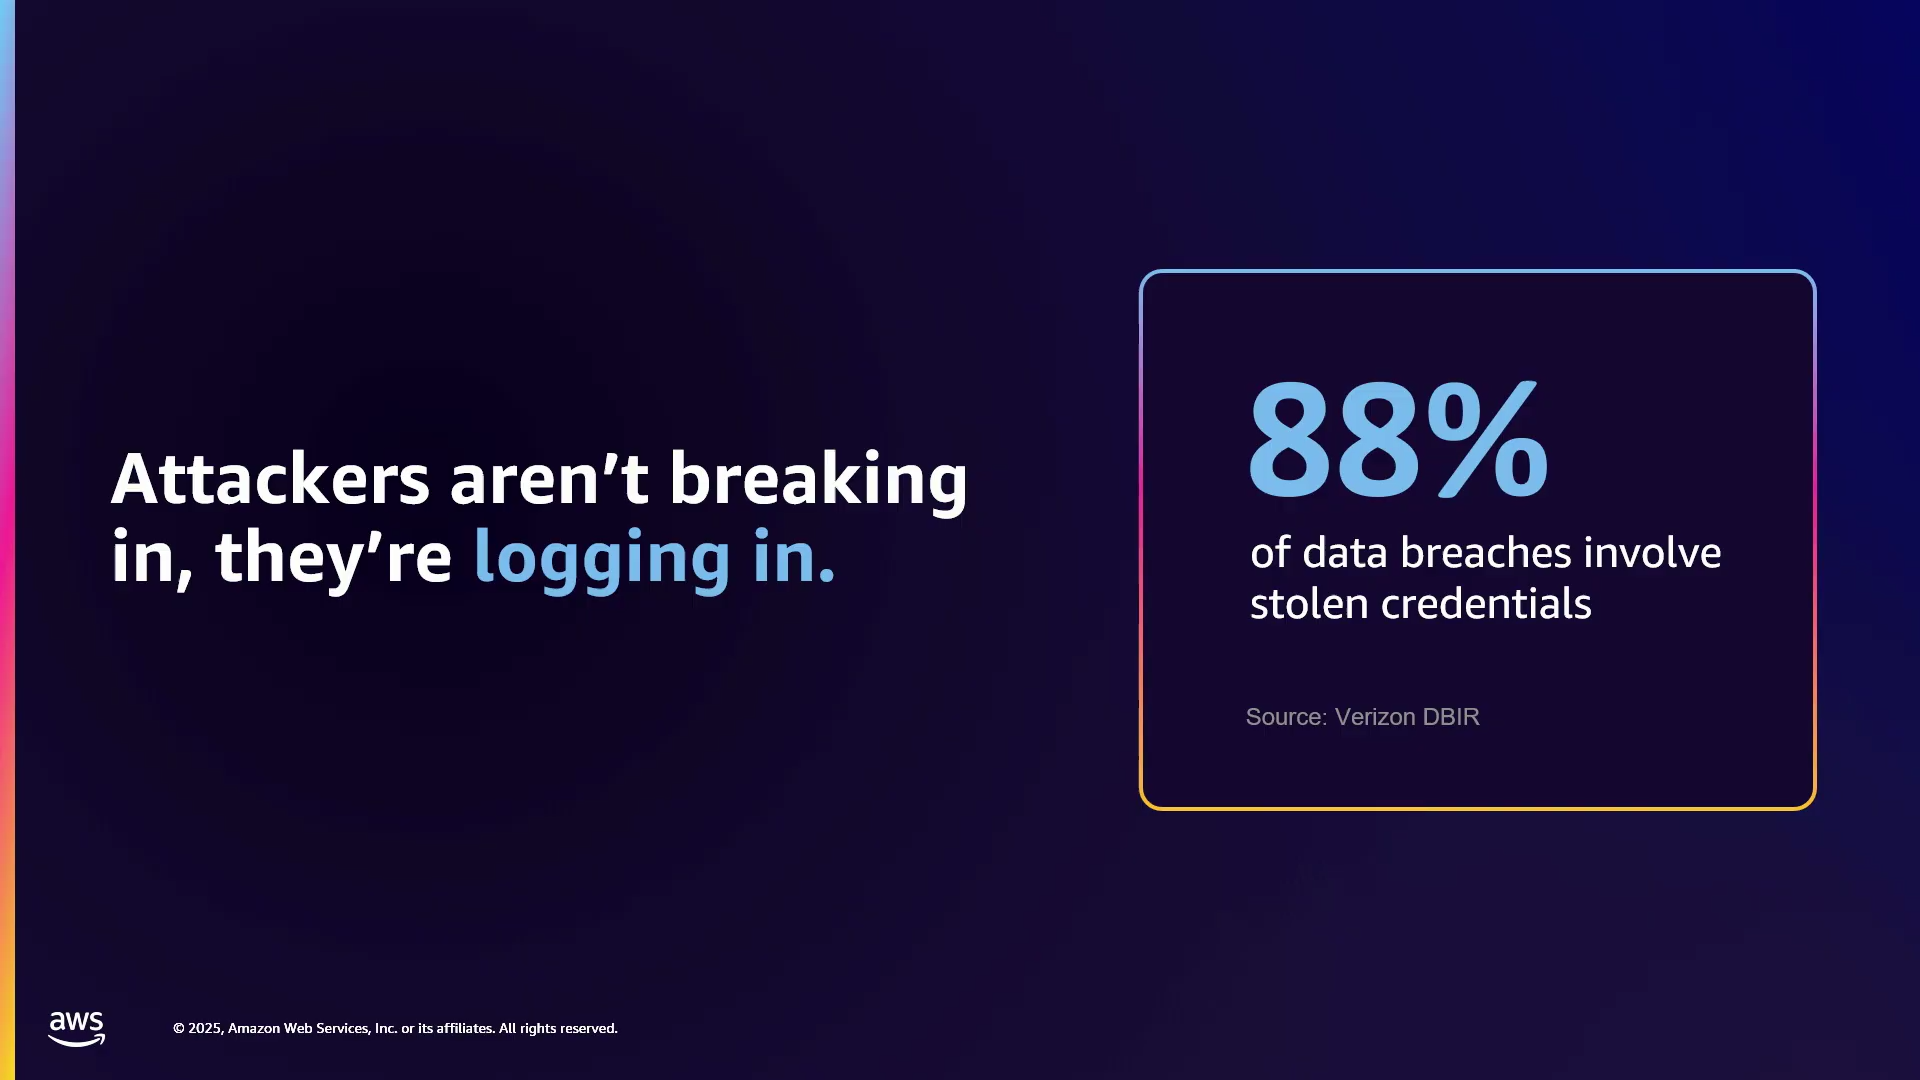 Attackers aren’t breaking
in, they’re logging in.
88%
of data breaches involve
stolen credentials
Source: Verizon DBIR
aws
© 2025, Amazon Web Services, Inc. or its affiliates. All rights reserved.